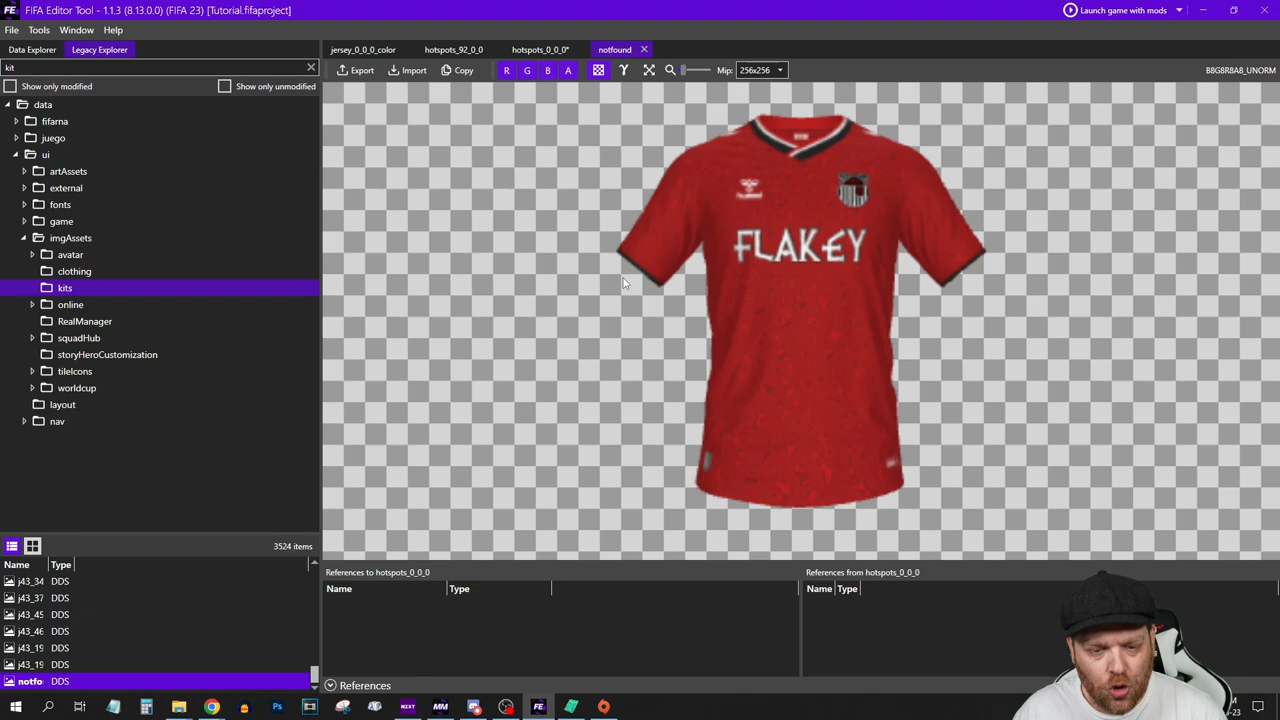 FIFA Editor Tool - 1.1.3 (8.13.0.0) (FIFA 23) [Tutorial.fifaproject]
Launch game with mods
File Tools Window Help
Data Explorer Legacy Explorer
jersey_0_0_0_color hotspots_92_0_0 hotspots_0_0_0* notfound
kit
Export Import Copy R G B A Mip: 256x256 B8G8R8A8_UNORM
Show only modified Show only unmodified
data
fifarna
juego
ui
artAssets
external
fonts
game
imgAssets
avatar
clothing
kits
online
RealManager
squadHub
storyHeroCustomization
tileIcons
worldcup
layout
nav
FLAKEY
3524 items
Name Type
j43_34 DDS
j43_37 DDS
j43_45 DDS
j43_46 DDS
j43_19 DDS
j43_19 DDS
notfo DDS
References to hotspots_0_0_0
Name Type
References from hotspots_0_0_0
Name Type
References
NEXT
MM
FE